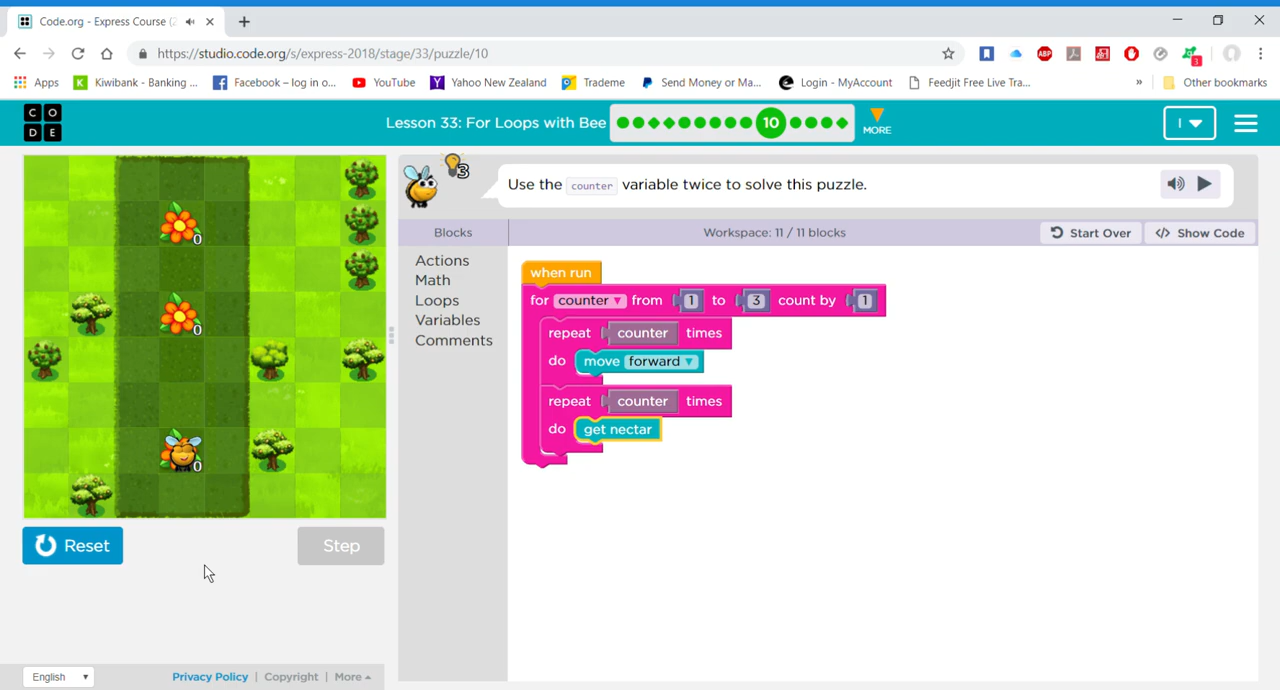 Code.org - Express Course (2
https://studio.code.org/s/express-2018/stage/33/puzzle/10
ABP
3
Apps
Kiwibank - Banking ...
Facebook – log in o...
YouTube
Yahoo New Zealand
Trademe
Send Money or Ma...
Login - MyAccount
Feedjit Free Live Tra...
»
Other bookmarks
C O
D E
Lesson 33: For Loops with Bee
10
MORE
I
3
Use the counter variable twice to solve this puzzle.
Blocks
Workspace: 11 / 11 blocks
Start Over
</> Show Code
Actions
Math
Loops
Variables
Comments
when run
for counter from 1 to 3 count by 1
repeat counter times
do move forward
repeat counter times
do get nectar
0
0
0
Reset
Step
English
Privacy Policy | Copyright | More